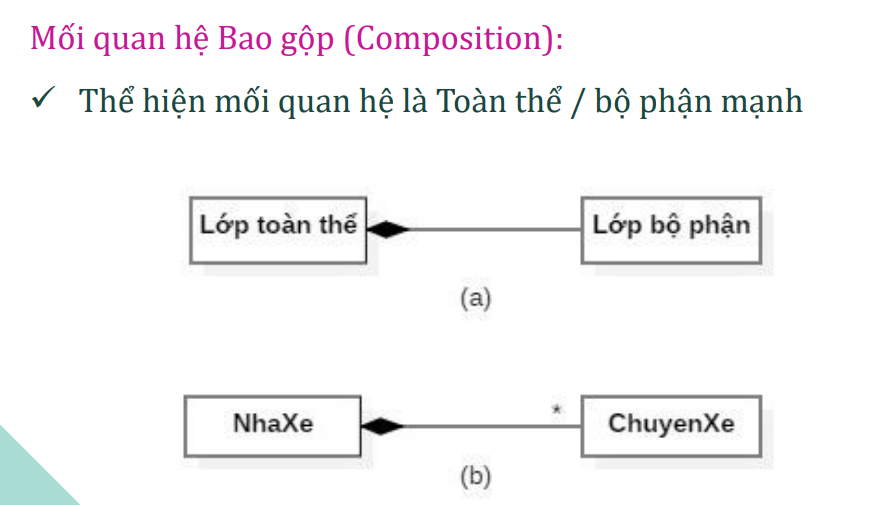 Mối quan hệ Bao gộp (Composition):
✓ Thể hiện mối quan hệ là Toàn thể / bộ phận mạnh
Lớp toàn thể
Lớp bộ phận
(a)
NhaXe
*
ChuyenXe
(b)